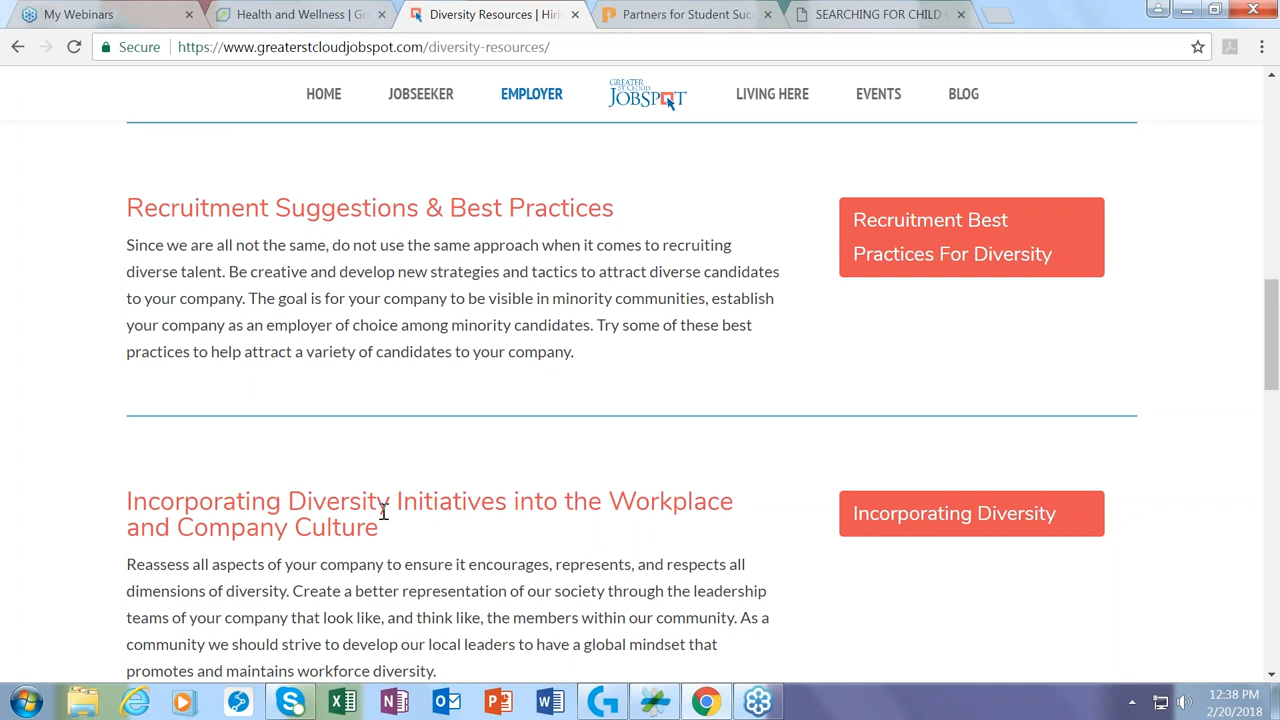 My Webinars
Health and Wellness | Gr
Diversity Resources | Hiri
Partners for Student Succ
SEARCHING FOR CHILD
Secure
https://www.greaterstcloudjobspot.com/diversity-resources/
HOME
JOBSEEKER
EMPLOYER
GREATER
ST. CLOUD
JOBSPOT
LIVING HERE
EVENTS
BLOG
Recruitment Suggestions & Best Practices
Since we are all not the same, do not use the same approach when it comes to recruiting
diverse talent. Be creative and develop new strategies and tactics to attract diverse candidates
to your company. The goal is for your company to be visible in minority communities, establish
your company as an employer of choice among minority candidates. Try some of these best
practices to help attract a variety of candidates to your company.
Recruitment Best
Practices For Diversity
Incorporating Diversity Initiatives into the Workplace
and Company Culture
Reassess all aspects of your company to ensure it encourages, represents, and respects all
dimensions of diversity. Create a better representation of our society through the leadership
teams of your company that look like, and think like, the members within our community. As a
community we should strive to develop our local leaders to have a global mindset that
promotes and maintains workforce diversity.
Incorporating Diversity
12:38 PM
2/20/2018